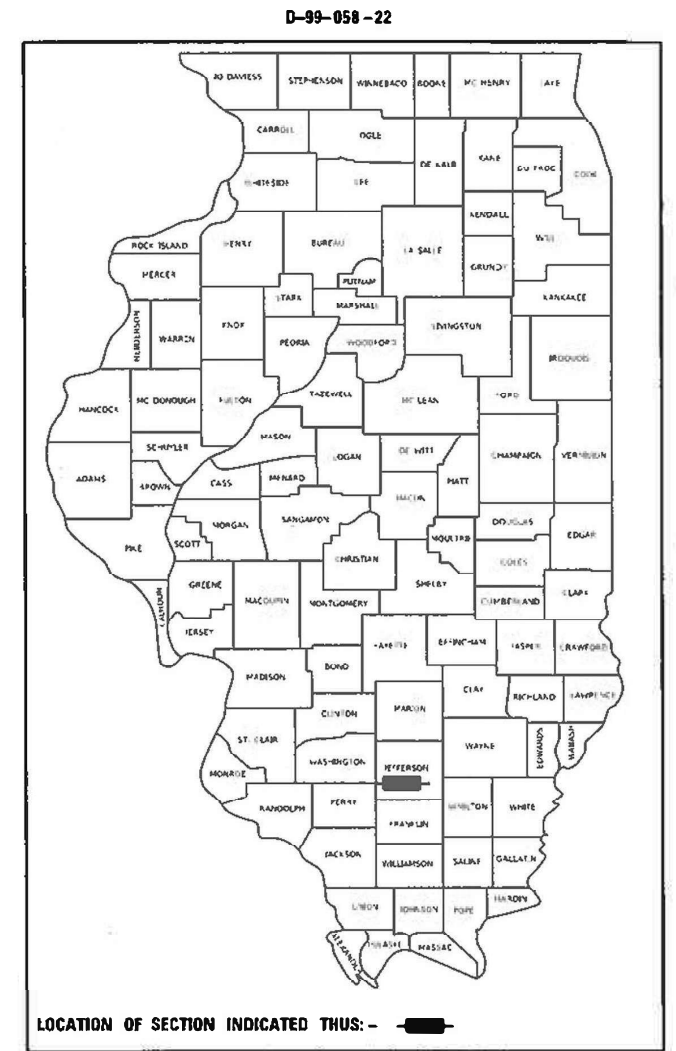 D-99-058-22
JO DAVIESS STEPHENSON WINNEBAGO BOONE MC HENRY LAKE
CARROLL OGLE
DE KALB KANE DU PAGE COOK
WHITESIDE LEE
KENDALL
ROCK ISLAND HENRY BUREAU LA SALLE WILL
GRUNDY
MERCER PUTNAM
STARK MARSHALL KANKAKEE
HENDERSON WARREN KNOX PEORIA WOODFORD LIVINGSTON
IROQUOIS
TAZEWELL MC LEAN FORD
HANCOCK MC DONOUGH FULTON
MASON
SCHUYLER LOGAN DE WITT CHAMPAIGN VERMILION
ADAMS BROWN CASS MENARD PIATT
MACON
MORGAN SANGAMON DOUGLAS
PIKE SCOTT MOULTRIE EDGAR
CHRISTIAN COLES
GREENE SHELBY
CALHOUN MACOUPIN MONTGOMERY CUMBERLAND CLARK
JERSEY
FAYETTE EFFINGHAM JASPER CRAWFORD
BOND
MADISON CLAY
RICHLAND LAWRENCE
CLINTON MARION
ST. CLAIR WAYNE EDWARDS WABASH
WASHINGTON JEFFERSON
MONROE
RANDOLPH PERRY HAMILTON WHITE
FRANKLIN
JACKSON WILLIAMSON SALINE GALLATIN
UNION JOHNSON POPE HARDIN
ALEXANDER PULASKI MASSAC
LOCATION OF SECTION INDICATED THUS: -